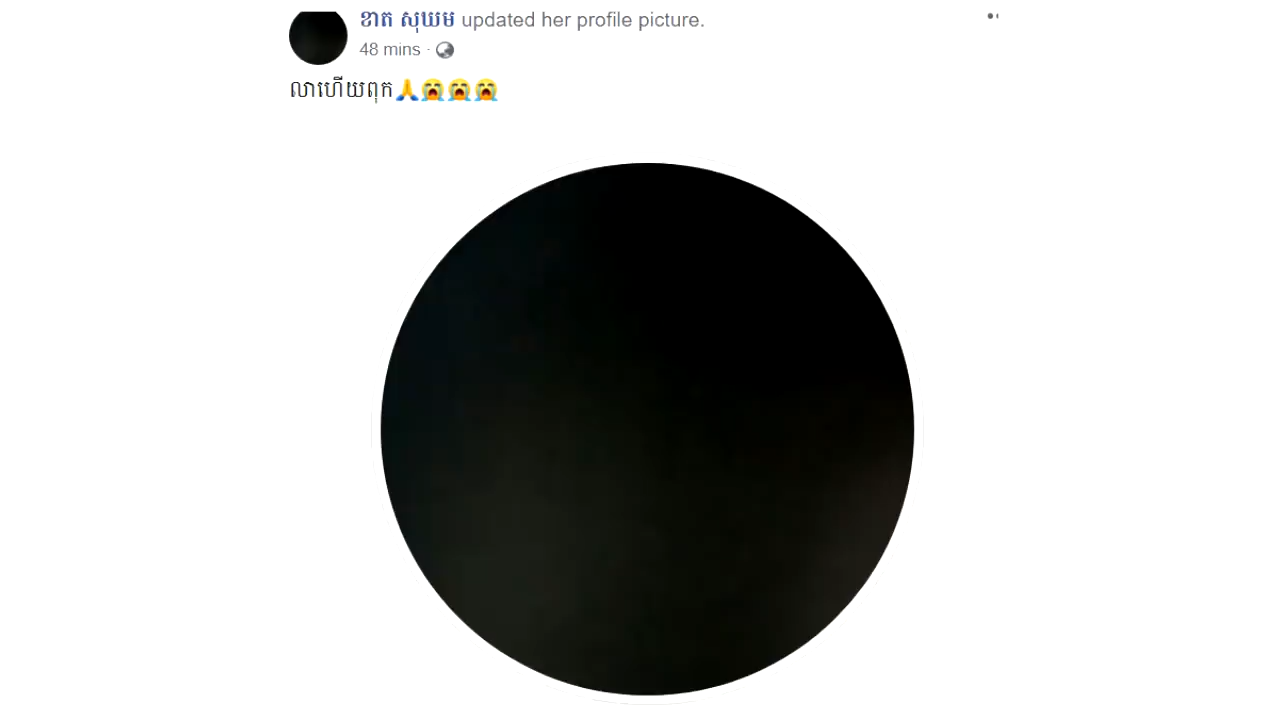 ខាត់ សុឃីម updated her profile picture.
48 mins ·
លាហើយពុក🙏😭😭😭